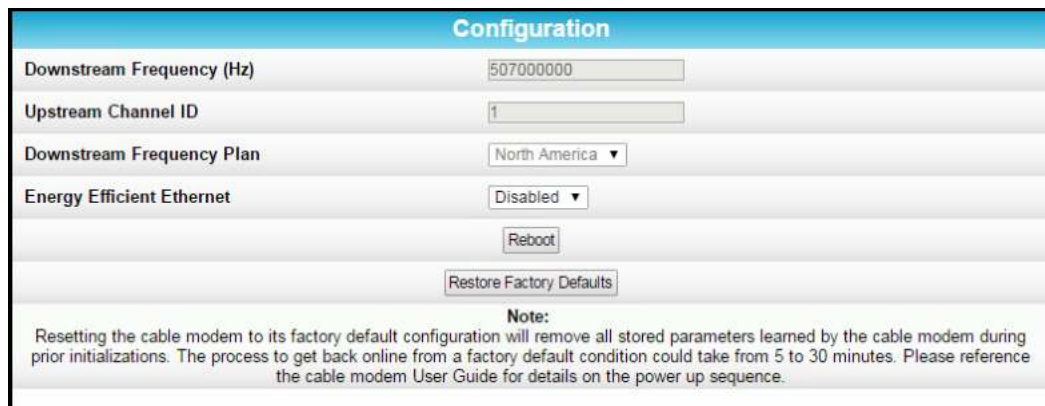 Configuration
Downstream Frequency (Hz) 507000000
Upstream Channel ID 1
Downstream Frequency Plan North America ▼
Energy Efficient Ethernet Disabled ▼
Reboot
Restore Factory Defaults
Note:
Resetting the cable modem to its factory default configuration will remove all stored parameters learned by the cable modem during
prior initializations. The process to get back online from a factory default condition could take from 5 to 30 minutes. Please reference
the cable modem User Guide for details on the power up sequence.